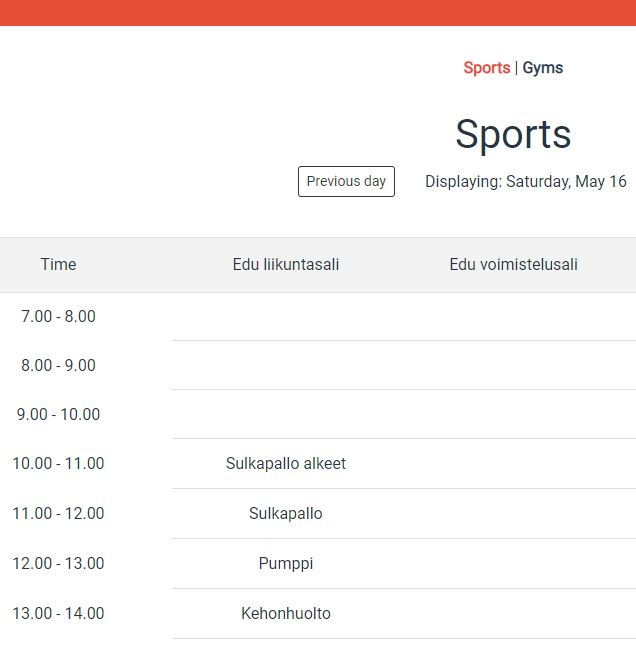 Sports | Gyms
Sports
Previous day Displaying: Saturday, May 16
Time Edu liikuntasali Edu voimistelusali
7.00 - 8.00
8.00 - 9.00
9.00 - 10.00
10.00 - 11.00 Sulkapallo alkeet
11.00 - 12.00 Sulkapallo
12.00 - 13.00 Pumppi
13.00 - 14.00 Kehonhuolto